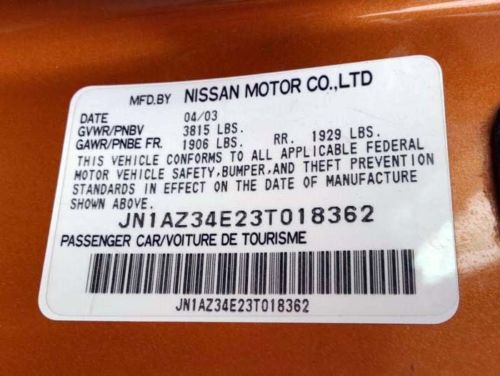 MFD.BY NISSAN MOTOR CO.,LTD
DATE 04/03
GVWR/PNBV 3815 LBS.
GAWR/PNBE FR. 1906 LBS. RR. 1929 LBS.
THIS VEHICLE CONFORMS TO ALL APPLICABLE FEDERAL
MOTOR VEHICLE SAFETY,BUMPER,AND THEFT PREVENTION
STANDARDS IN EFFECT ON THE DATE OF MANUFACTURE
SHOWN ABOVE.
JN1AZ34E23T018362
PASSENGER CAR/VOITURE DE TOURISME
JN1AZ34E23T018362